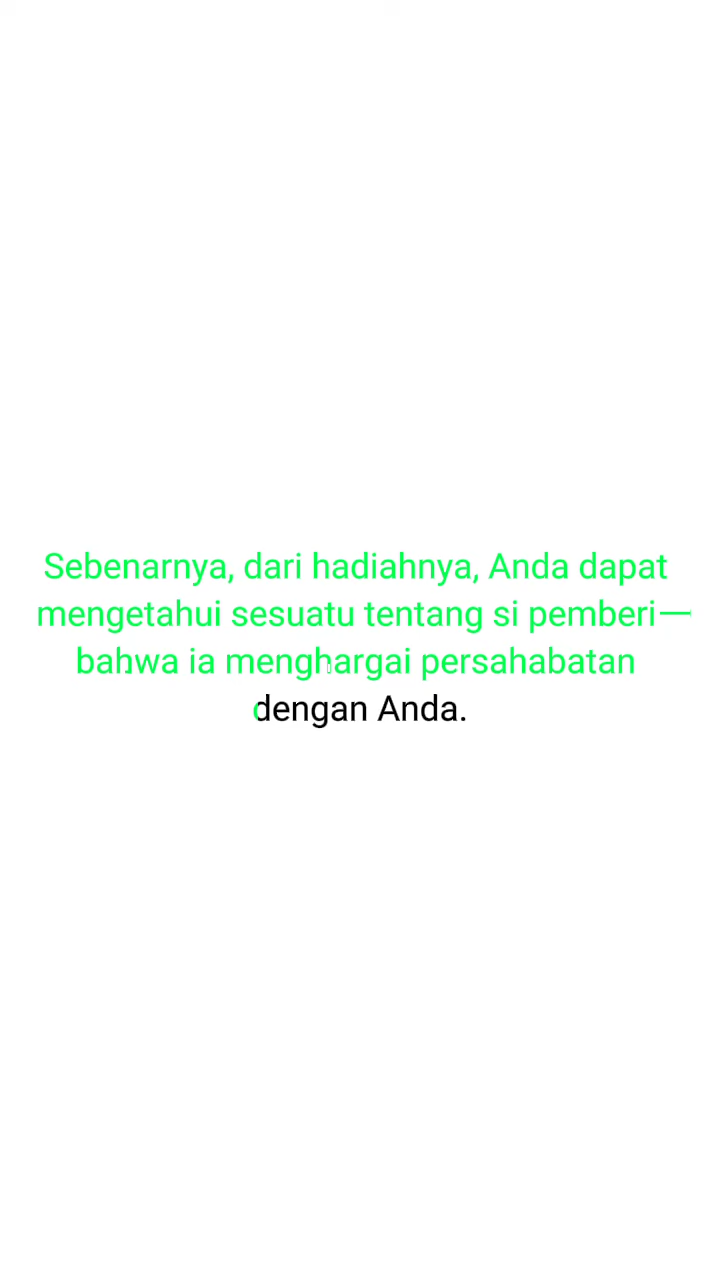 Sebenarnya, dari hadiahnya, Anda dapat
mengetahui sesuatu tentang si pemberi—
bahwa ia menghargai persahabatan
dengan Anda.